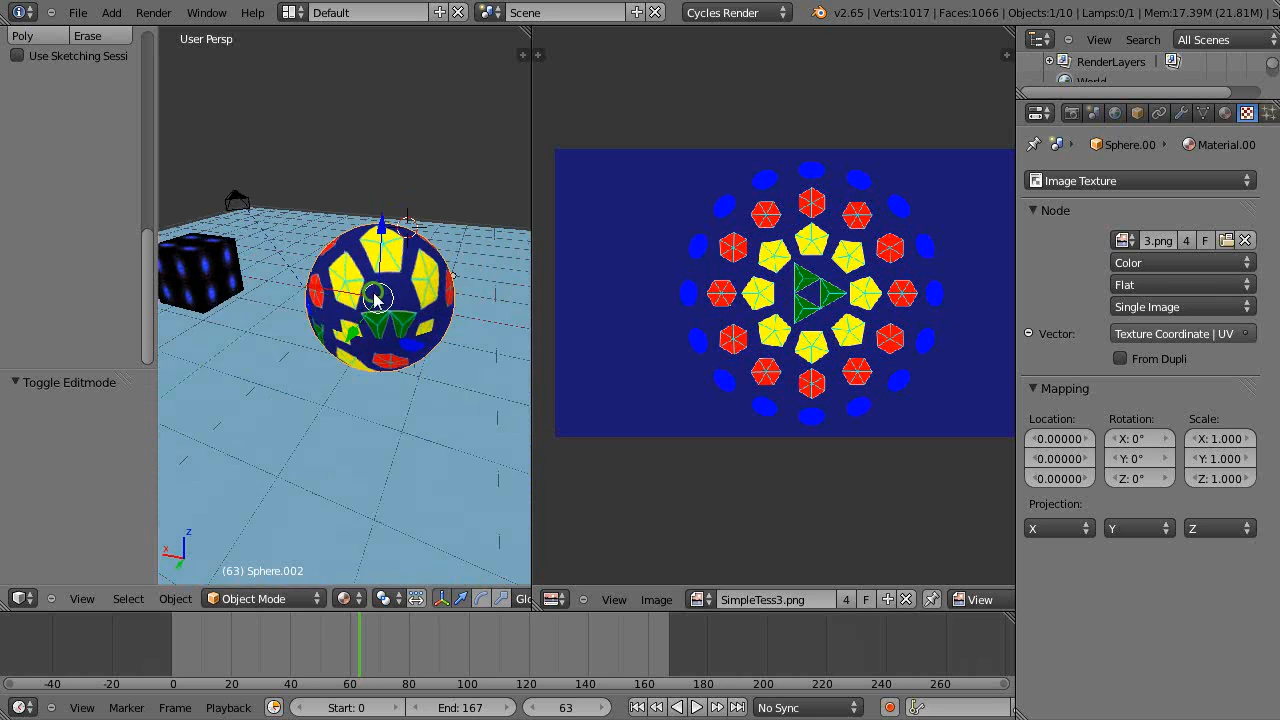 File Add Render Window Help Default Scene Cycles Render v2.65 | Verts:1017 | Faces:1066 | Objects:1/10 | Lamps:0/1 | Mem:17.39M (21.81M)
Poly Erase
Use Sketching Sessi
User Persp
View Search All Scenes
RenderLayers
World
Sphere.00 Material.00
Image Texture
Node
3.png 4 F
Color
Flat
Single Image
Vector: Texture Coordinate | UV
From Dupli
Toggle Editmode
Mapping
Location: Rotation: Scale:
0.00000 X: 0° X: 1.000
0.00000 Y: 0° Y: 1.000
0.00000 Z: 0° Z: 1.000
Projection:
X Y Z
z
x
(63) Sphere.002
View Select Object Object Mode Glo
View Image SimpleTess3.png 4 F View
-40 -20 0 20 40 60 80 100 120 140 160 180 200 220 240 260
View Marker Frame Playback Start: 0 End: 167 63 No Sync